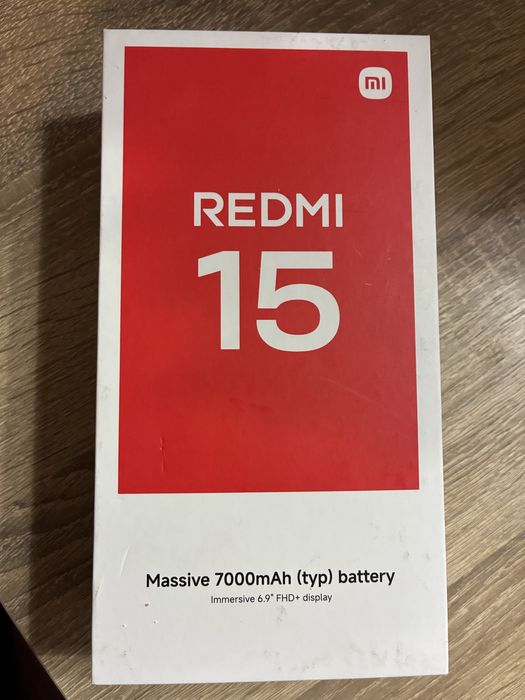 mi
REDMI
15
Massive 7000mAh (typ) battery
Immersive 6.9" FHD+ display